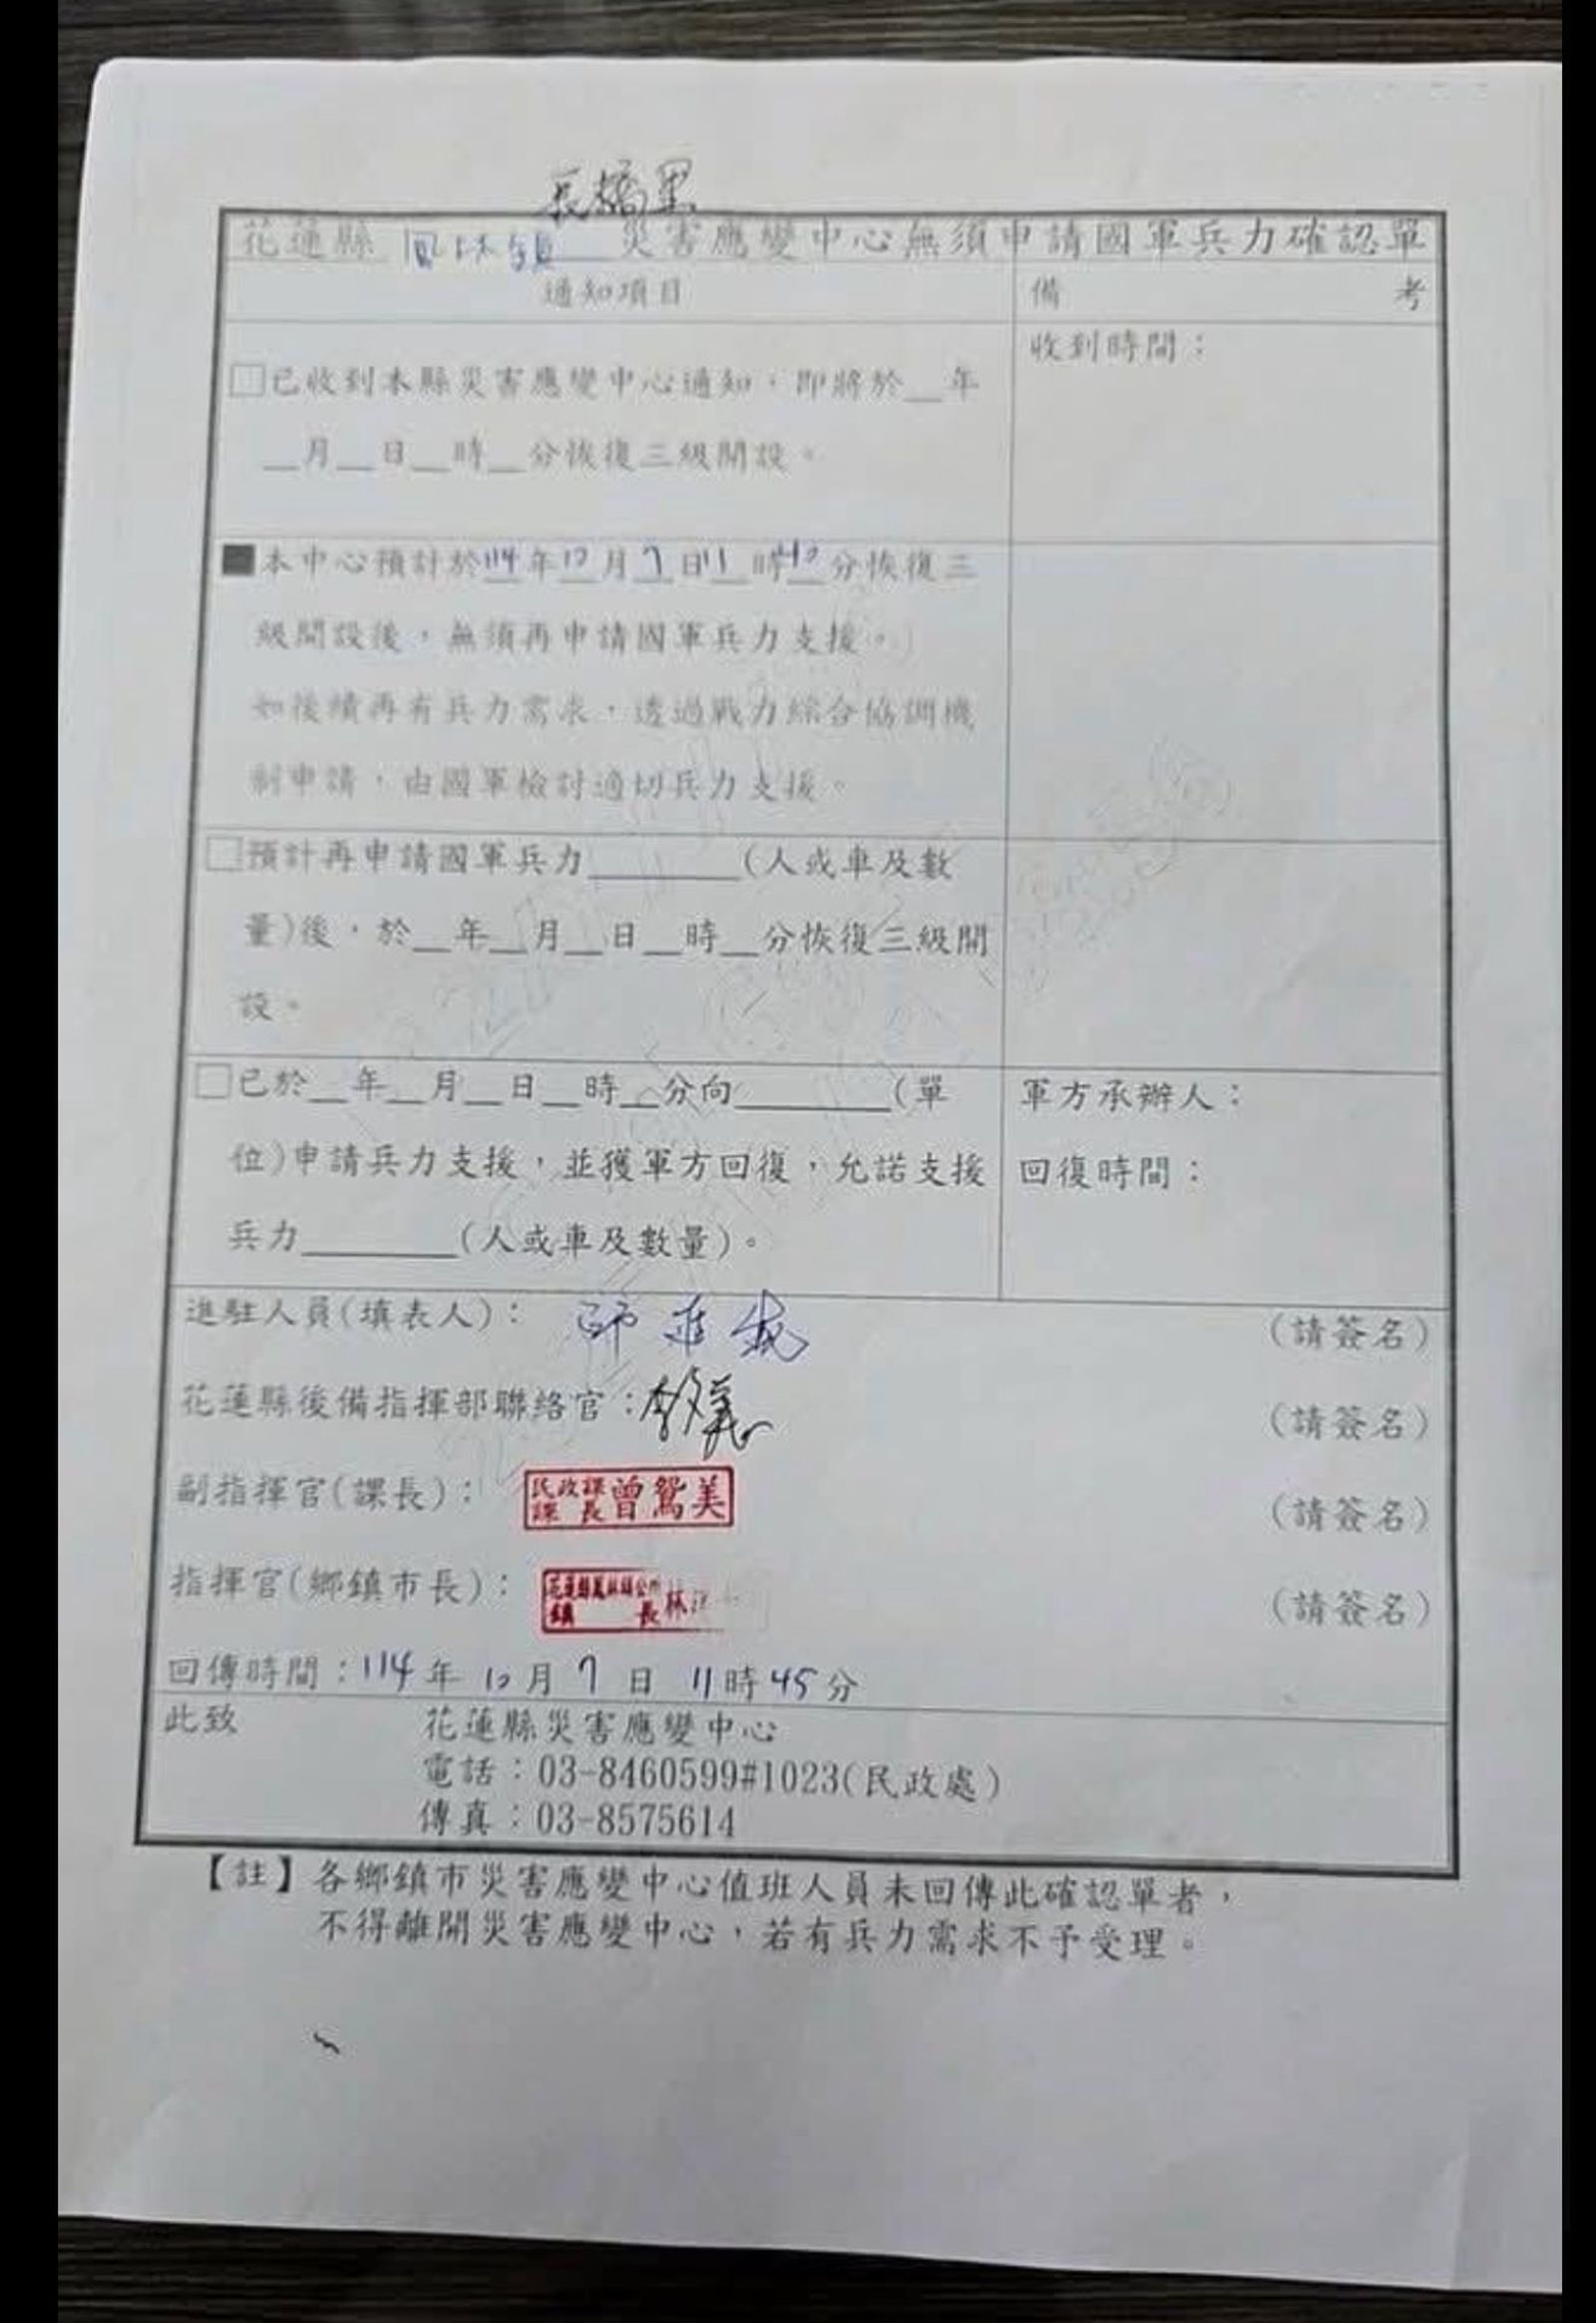 長橋里
花蓮縣 鳳林鎮 災害應變中心無須申請國軍兵力確認單
通知項目 備考
□已收到本縣災害應變中心通知，即將於__年 收到時間：
__月__日__時__分恢復三級開設。
■本中心預計於114年10月7日11時40分恢復三
級開設後，無須再申請國軍兵力支援。
如後續再有兵力需求，透過戰力綜合協調機
制申請，由國軍檢討適切兵力支援。
□預計再申請國軍兵力________(人或車及數
量)後，於__年__月__日__時__分恢復三級開
設。
□已於__年__月__日__時__分向________(單 軍方承辦人：
位)申請兵力支援，並獲軍方回復，允諾支援 回復時間：
兵力________(人或車及數量)。
進駐人員(填表人)： (請簽名)
花蓮縣後備指揮部聯絡官： (請簽名)
副指揮官(課長)：民政課課長曾鴛美 (請簽名)
指揮官(鄉鎮市長)：花蓮縣鳳林鎮公所鎮長林 (請簽名)
回傳時間：114年10月7日11時45分
此致 花蓮縣災害應變中心
電話：03-8460599#1023(民政處)
傳真：03-8575614
【註】各鄉鎮市災害應變中心值班人員未回傳此確認單者，
不得離開災害應變中心，若有兵力需求不予受理。